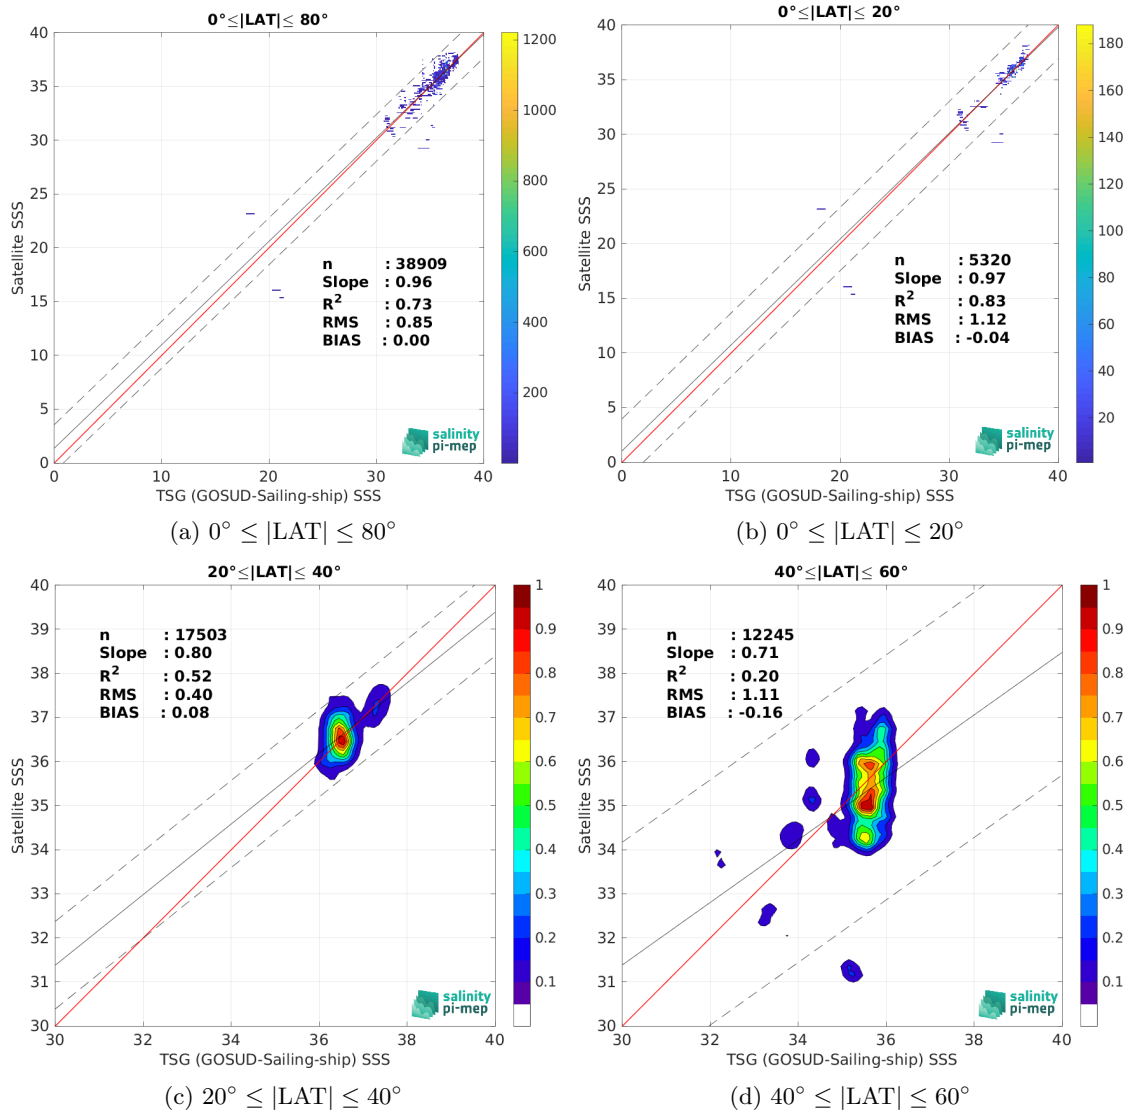 0°≤|LAT|≤ 80°
40
35
30
25
20
15
10
5
0
0
10
20
30
40
Satellite SSS
TSG (GOSUD-Sailing-ship) SSS
n : 38909
Slope : 0.96
R² : 0.73
RMS : 0.85
BIAS : 0.00
salinity
pi-mep
1200
1000
800
600
400
200
(a) 0° ≤ |LAT| ≤ 80°
0°≤|LAT|≤ 20°
40
35
30
25
20
15
10
5
0
0
10
20
30
40
Satellite SSS
TSG (GOSUD-Sailing-ship) SSS
n : 5320
Slope : 0.97
R² : 0.83
RMS : 1.12
BIAS : -0.04
salinity
pi-mep
180
160
140
120
100
80
60
40
20
(b) 0° ≤ |LAT| ≤ 20°
20°≤|LAT|≤ 40°
40
39
38
37
36
35
34
33
32
31
30
30
32
34
36
38
40
Satellite SSS
TSG (GOSUD-Sailing-ship) SSS
n : 17503
Slope : 0.80
R² : 0.52
RMS : 0.40
BIAS : 0.08
salinity
pi-mep
1
0.9
0.8
0.7
0.6
0.5
0.4
0.3
0.2
0.1
(c) 20° ≤ |LAT| ≤ 40°
40°≤|LAT|≤ 60°
40
39
38
37
36
35
34
33
32
31
30
30
32
34
36
38
40
Satellite SSS
TSG (GOSUD-Sailing-ship) SSS
n : 12245
Slope : 0.71
R² : 0.20
RMS : 1.11
BIAS : -0.16
salinity
pi-mep
1
0.9
0.8
0.7
0.6
0.5
0.4
0.3
0.2
0.1
(d) 40° ≤ |LAT| ≤ 60°